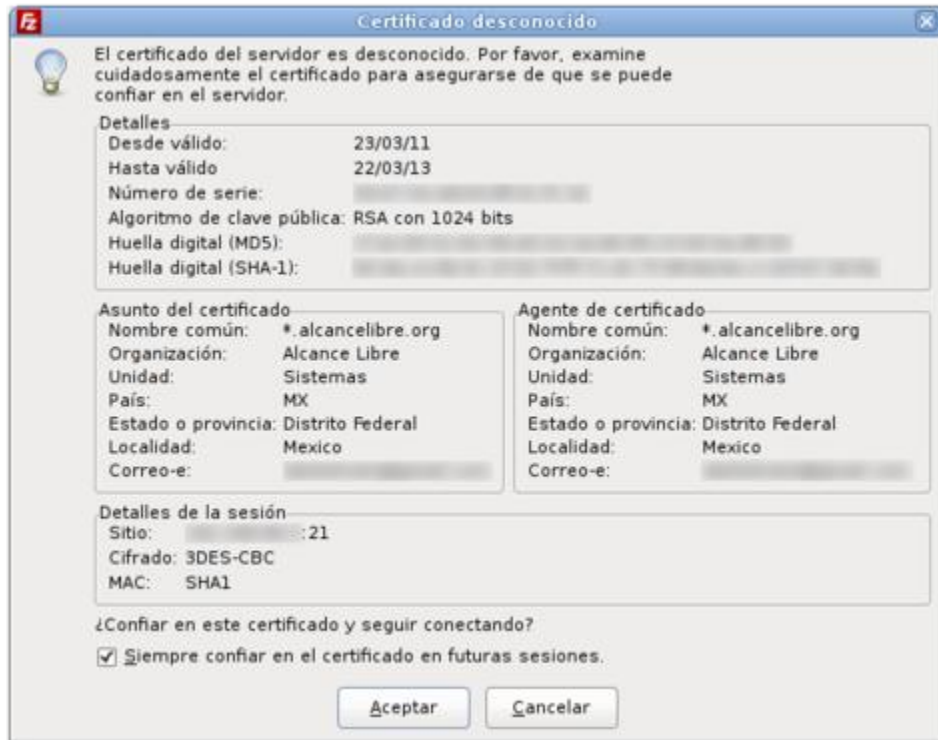 Fz
Certificado desconocido
El certificado del servidor es desconocido. Por favor, examine
cuidadosamente el certificado para asegurarse de que se puede
confiar en el servidor.
Detalles
Desde válido: 23/03/11
Hasta válido 22/03/13
Número de serie:
Algoritmo de clave pública: RSA con 1024 bits
Huella digital (MD5):
Huella digital (SHA-1):
Asunto del certificado
Nombre común: *.alcancelibre.org
Organización: Alcance Libre
Unidad: Sistemas
País: MX
Estado o provincia: Distrito Federal
Localidad: Mexico
Correo-e:
Agente de certificado
Nombre común: *.alcancelibre.org
Organización: Alcance Libre
Unidad: Sistemas
País: MX
Estado o provincia: Distrito Federal
Localidad: Mexico
Correo-e:
Detalles de la sesión
Sitio: :21
Cifrado: 3DES-CBC
MAC: SHA1
¿Confiar en este certificado y seguir conectando?
Siempre confiar en el certificado en futuras sesiones.
Aceptar
Cancelar